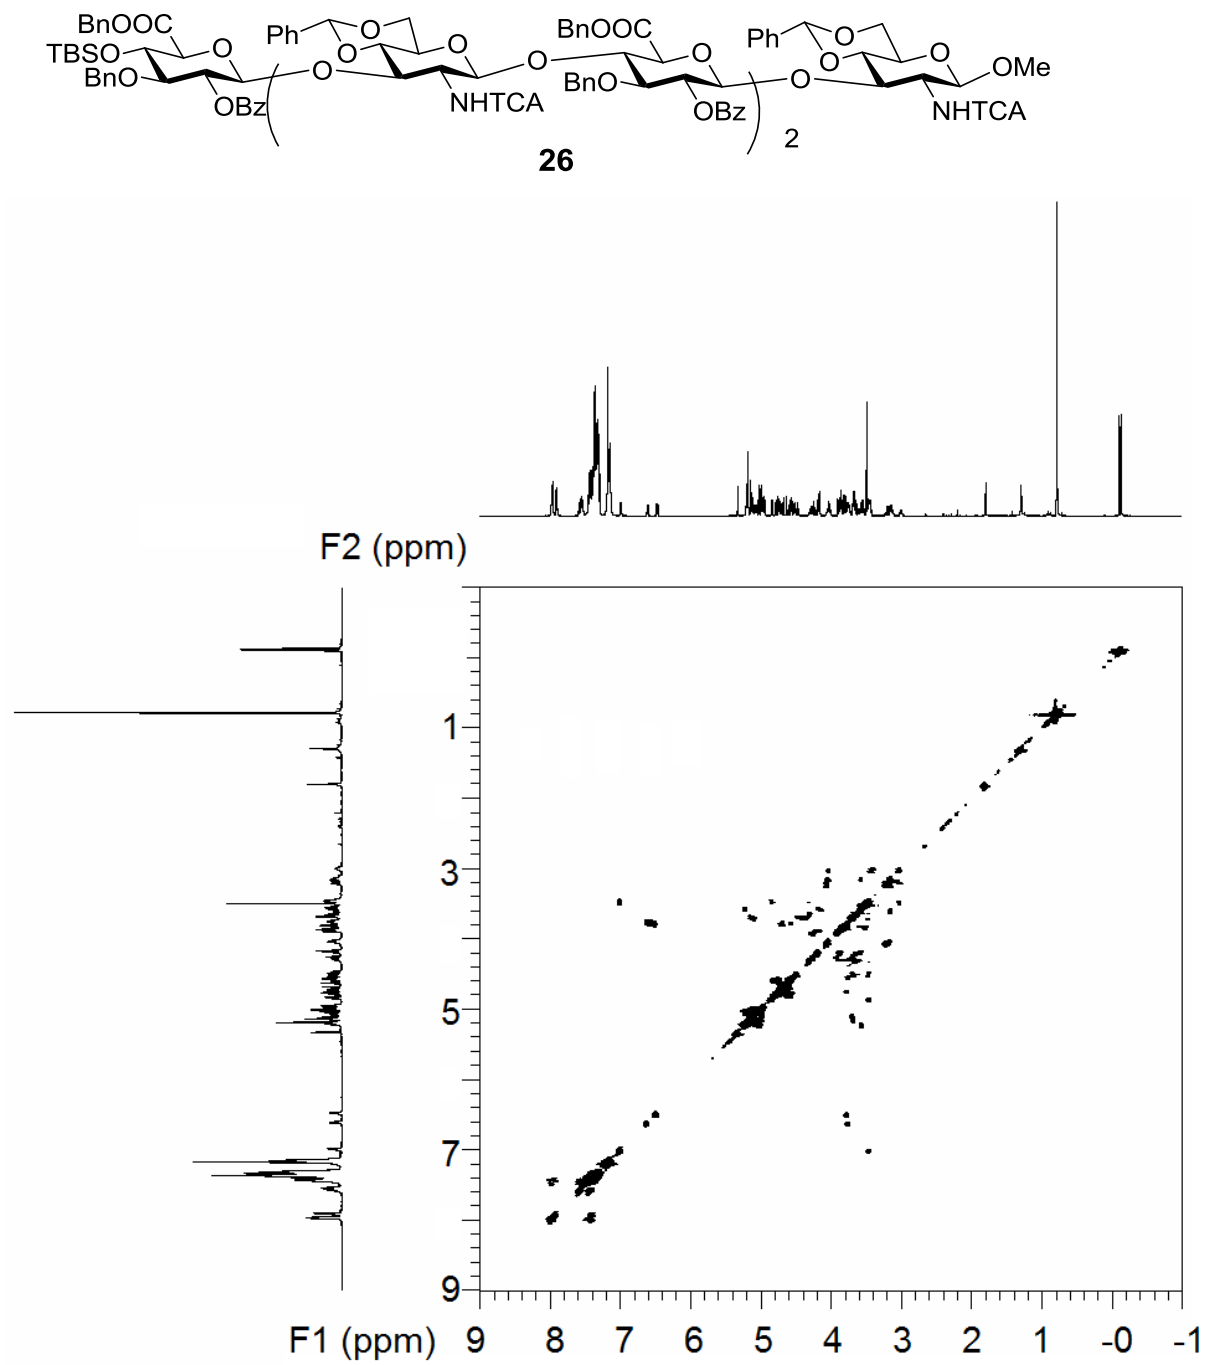 BnOOC
TBSO
BnO
O
OBz
O
Ph
O
O
O
NHTCA
O
BnOOC
BnO
O
OBz
O
Ph
O
O
O
OMe
NHTCA
2
26
F2 (ppm)
1
3
5
7
9
9 8 7 6 5 4 3 2 1 -0 -1
F1 (ppm)